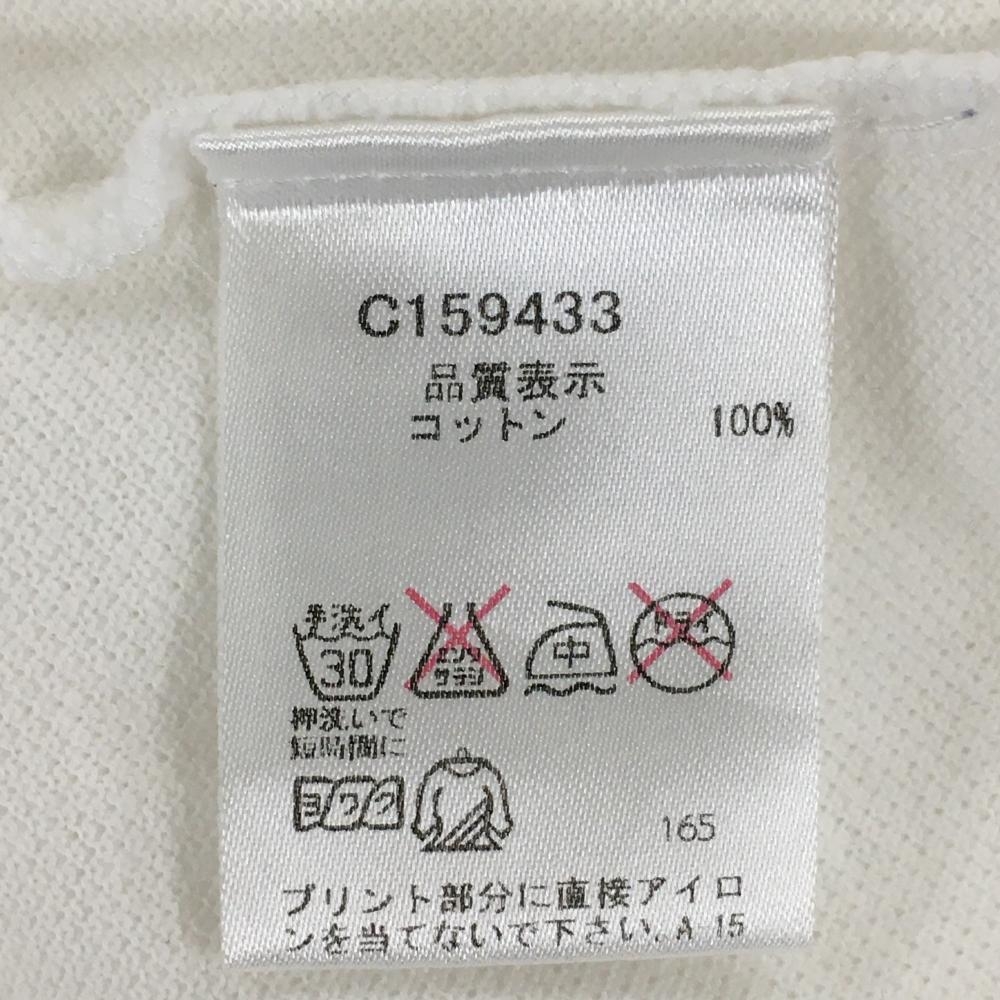 C159433
品質表示
コットン 100%
手洗イ
30
エンソ
サラシ
中
ドライ
押洗いで
短時間に
ヨワク
165
プリント部分に直接アイロ
ンを当てないで下さい。A 15